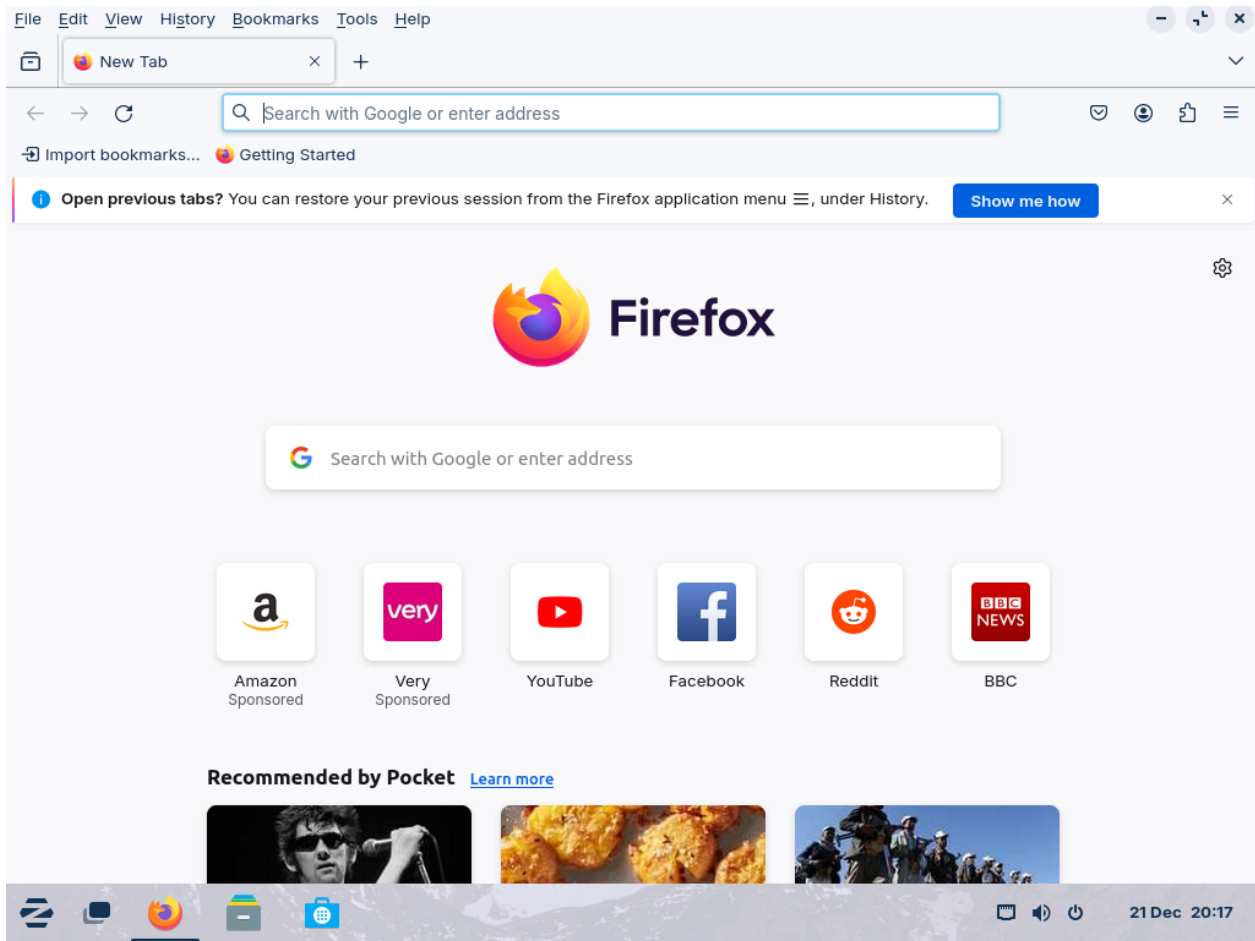 File Edit View History Bookmarks Tools Help
New Tab
Search with Google or enter address
Import bookmarks... Getting Started
Open previous tabs? You can restore your previous session from the Firefox application menu ☰, under History. Show me how
Firefox
Search with Google or enter address
a very f BBC NEWS
Amazon Very YouTube Facebook Reddit BBC
Sponsored Sponsored
Recommended by Pocket Learn more
21 Dec 20:17